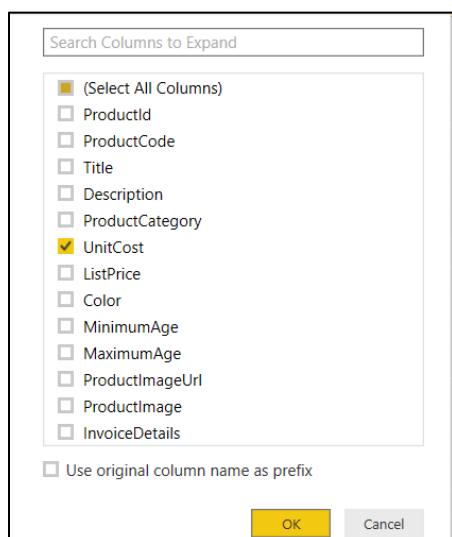 Search Columns to Expand
(Select All Columns)
ProductId
ProductCode
Title
Description
ProductCategory
UnitCost
ListPrice
Color
MinimumAge
MaximumAge
ProductImageUrl
ProductImage
InvoiceDetails
Use original column name as prefix
OK Cancel